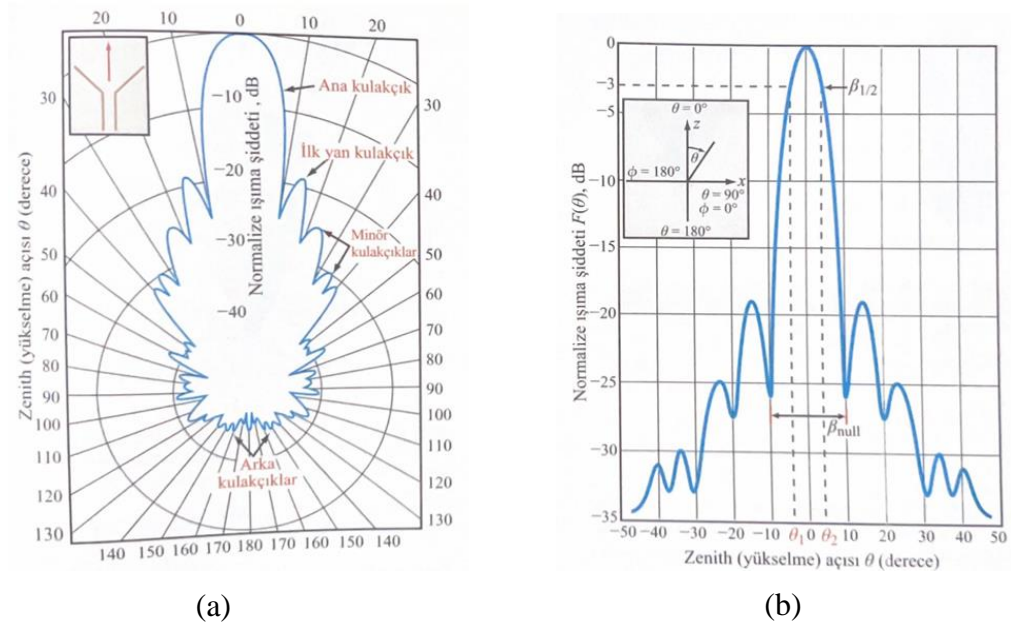 20
10
0
10
20
30
30
40
40
50
50
60
60
70
70
80
80
90
90
100
100
110
110
120
120
130
130
140 150 160 170 180 170 160 150 140
Zenith (yükselme) açısı θ (derece)
Normalize ışıma şiddeti , dB
−10
−20
−30
−40
Ana kulakçık
İlk yan kulakçık
Minör
kulakçıklar
Arka
kulakçıklar
(a)
0
−3
−5
−10
−15
−20
−25
−30
−35
Normalize ışıma şiddeti F(θ), dB
β1/2
θ = 0°
z
θ
ϕ = 180°
x
θ = 90°
ϕ = 0°
θ = 180°
βnull
−50 −40 −30 −20 −10 θ1 0 θ2 10 20 30 40 50
Zenith (yükselme) açısı θ (derece)
(b)